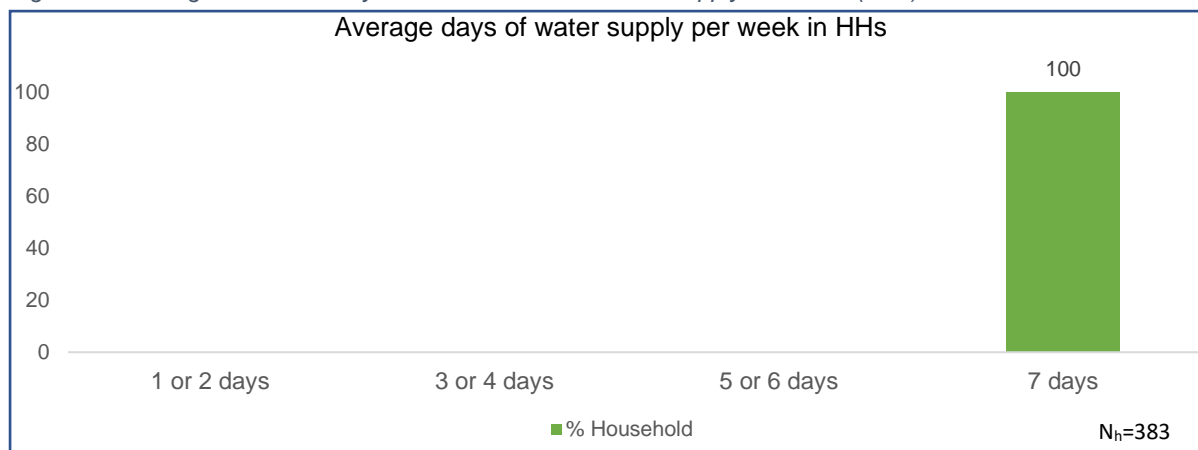 Average days of water supply per week in HHs
100
100
80
60
40
20
0
1 or 2 days
3 or 4 days
5 or 6 days
7 days
% Household
Nₕ=383